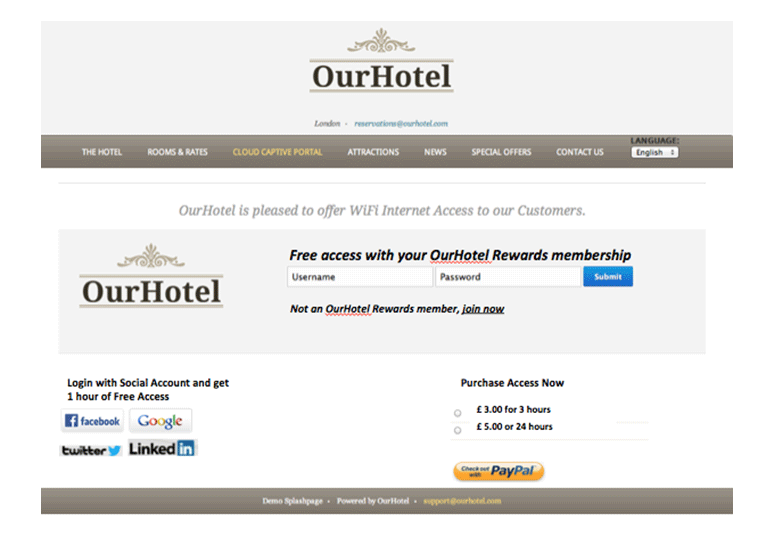 OurHotel
London - reservations@ourhotel.com
LANGUAGE:
THE HOTEL ROOMS & RATES CLOUD CAPTIVE PORTAL ATTRACTIONS NEWS SPECIAL OFFERS CONTACT US English
OurHotel is pleased to offer WiFi Internet Access to our Customers.
OurHotel
Free access with your OurHotel Rewards membership
Username Password Submit
Not an OurHotel Rewards member, join now
Login with Social Account and get
1 hour of Free Access
facebook Google
twitter Linked in
Purchase Access Now
£ 3.00 for 3 hours
£ 5.00 or 24 hours
Check out
with PayPal
Demo Splashpage • Powered by OurHotel • support@ourhotel.com